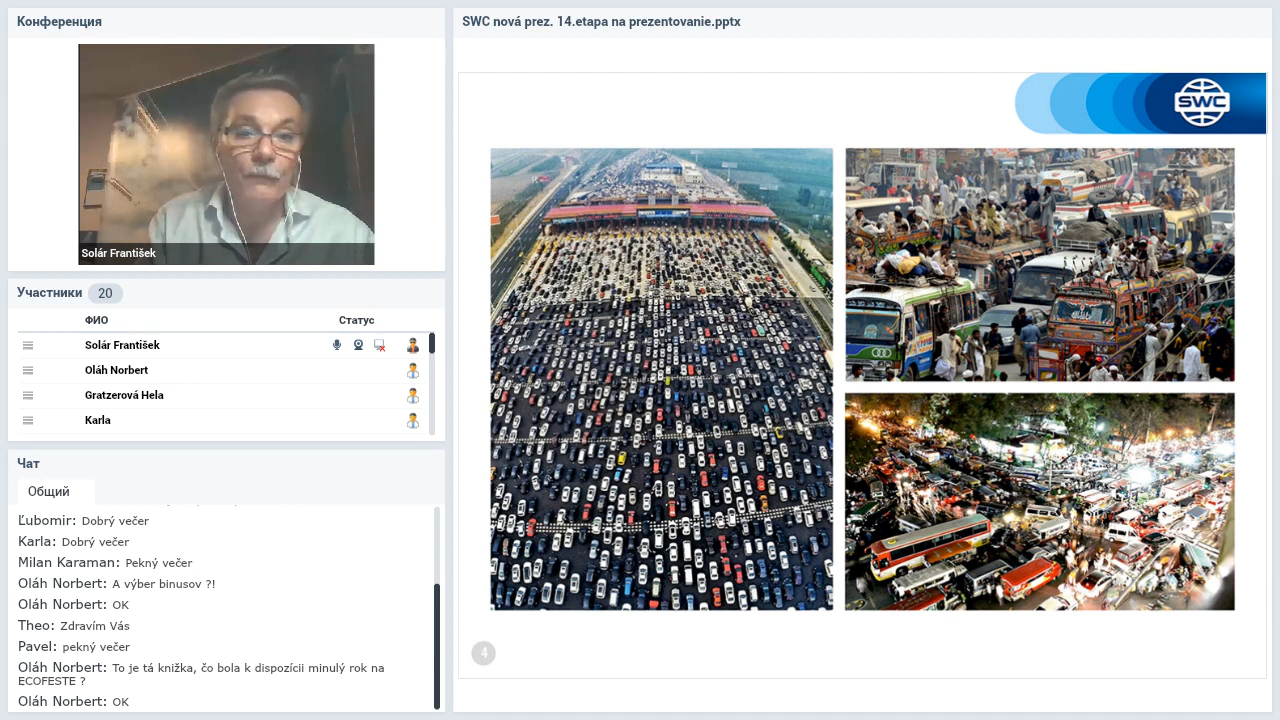 Конференция
Solár František
Участники 20
ФИО Статус
Solár František
Oláh Norbert
Gratzerová Hela
Karla
Чат
Общий
Ľubomir: Dobrý večer
Karla: Dobrý večer
Milan Karaman: Pekný večer
Oláh Norbert: A výber binusov ?!
Oláh Norbert: OK
Theo: Zdravím Vás
Pavel: pekný večer
Oláh Norbert: To je tá knižka, čo bola k dispozícii minulý rok na
ECOFESTE ?
Oláh Norbert: OK
SWC nová prez. 14.etapa na prezentovanie.pptx
SWC
4